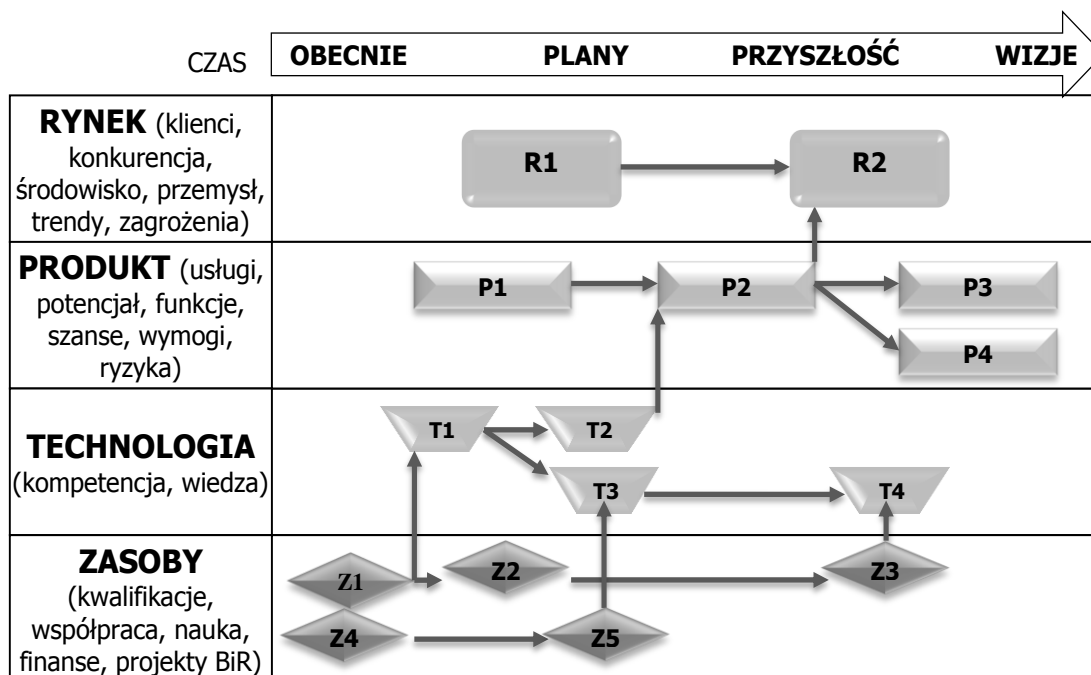 CZAS
OBECNIE PLANY PRZYSZŁOŚĆ WIZJE
RYNEK (klienci,
konkurencja,
środowisko, przemysł,
trendy, zagrożenia)
R1 R2
PRODUKT (usługi,
potencjał, funkcje,
szanse, wymogi,
ryzyka)
P1 P2 P3
P4
TECHNOLOGIA
(kompetencja, wiedza)
T1 T2
T3 T4
ZASOBY
(kwalifikacje,
współpraca, nauka,
finanse, projekty BiR)
Z1 Z2 Z3
Z4 Z5